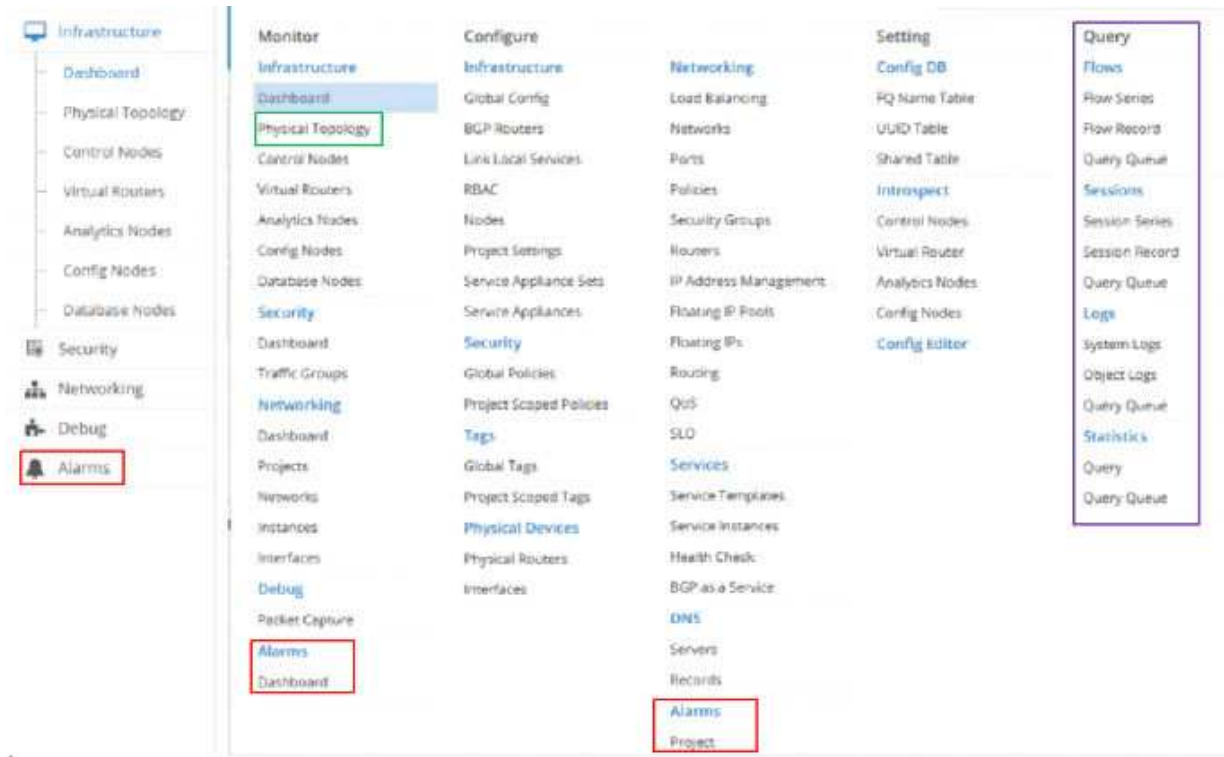 Infrastructure
Dashboard
Physical Topology
Control Nodes
Virtual Routers
Analytics Nodes
Config Nodes
Database Nodes
Security
Networking
Debug
Alarms
Monitor
Infrastructure
Dashboard
Physical Topology
Control Nodes
Virtual Routers
Analytics Nodes
Config Nodes
Database Nodes
Security
Dashboard
Traffic Groups
Networking
Dashboard
Projects
Networks
Instances
Interfaces
Debug
Packet Capture
Alarms
Dashboard
Configure
Infrastructure
Global Config
BGP Routers
Link Local Services
RBAC
Nodes
Project Settings
Service Appliance Sets
Service Appliances
Security
Global Policies
Project Scoped Policies
Tags
Global Tags
Project Scoped Tags
Physical Devices
Physical Routers
Interfaces
Networking
Load Balancing
Networks
Ports
Policies
Security Groups
Routers
IP Address Management
Floating IP Pools
Floating IPs
Routing
QoS
SLO
Services
Service Templates
Service Instances
Health Check
BGP as a Service
DNS
Servers
Records
Alarms
Project
Setting
Config DB
FQ Name Table
UUID Table
Shared Table
Introspect
Control Nodes
Virtual Router
Analytics Nodes
Config Nodes
Config Editor
Query
Flows
Flow Series
Flow Record
Query Queue
Sessions
Session Series
Session Record
Query Queue
Logs
System Logs
Object Logs
Query Queue
Statistics
Query
Query Queue